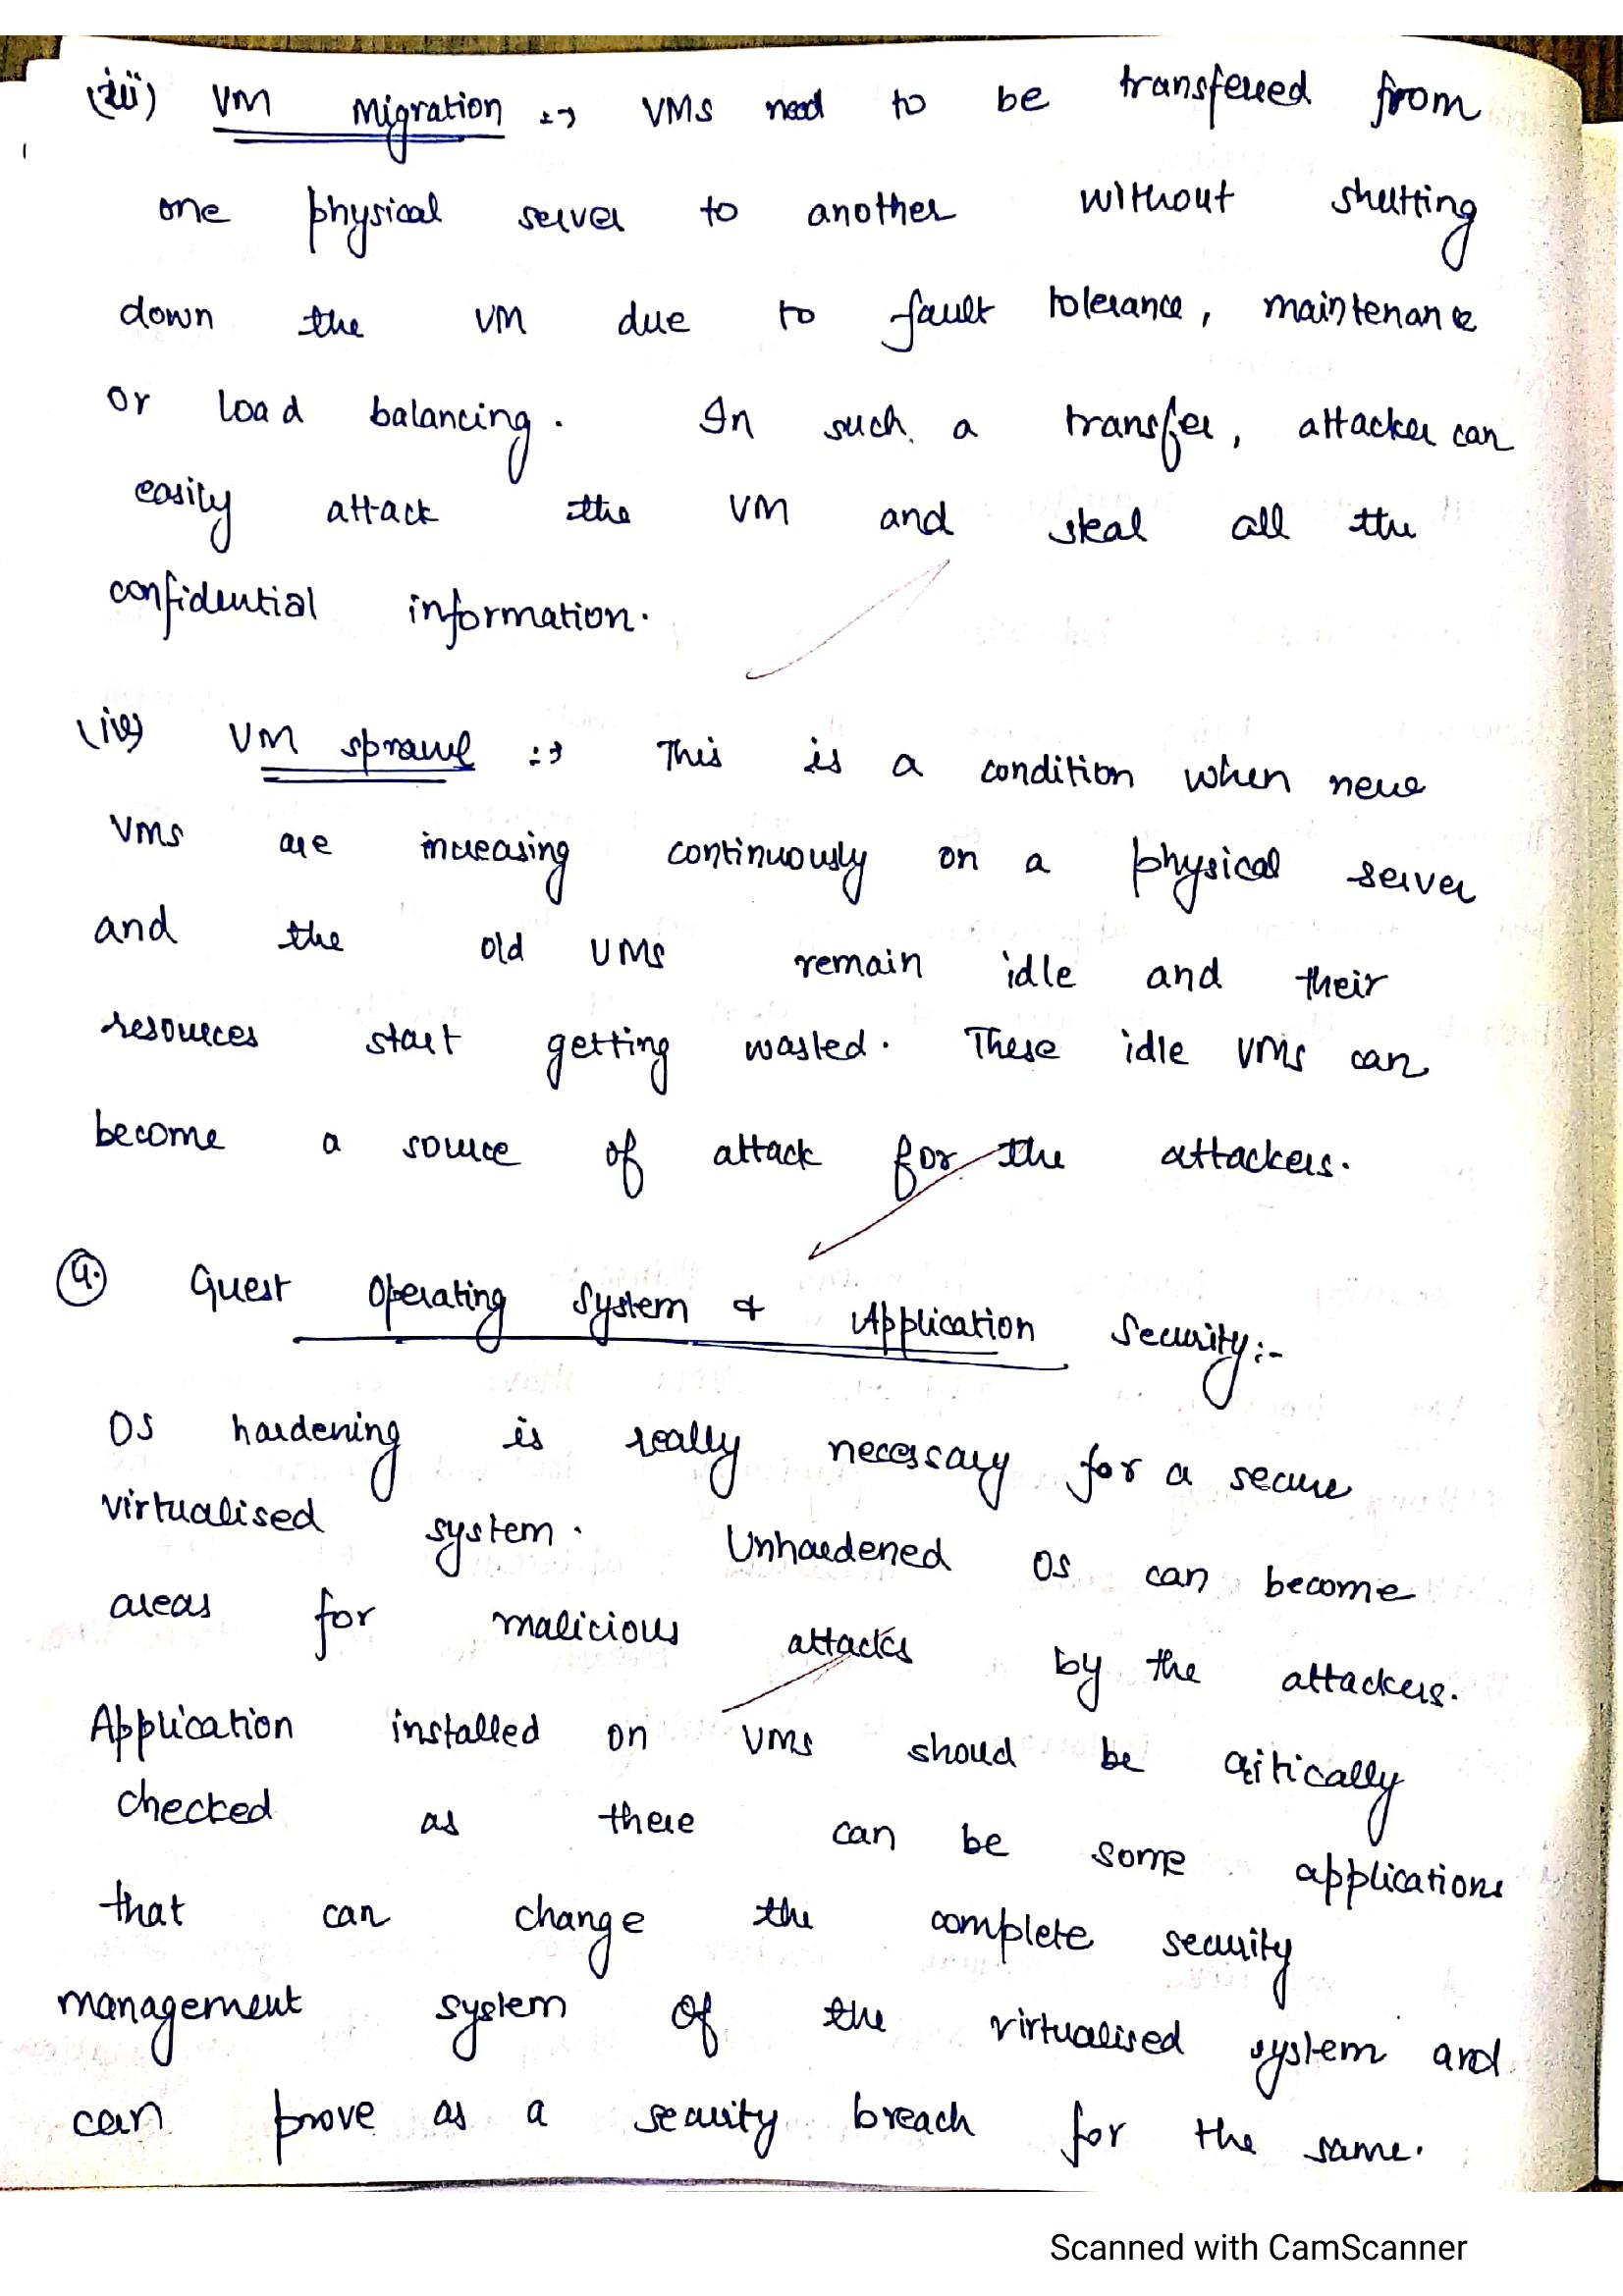 (iii) VM Migration :→ VMs need to be transferred from
one physical server to another without shutting
down the VM due to fault tolerance, maintenance
or load balancing. In such a transfer, attacker can
easily attack the VM and steal all the
confidential information.
(iv) VM sprawl :→ This is a condition when new
VMs are increasing continuously on a physical server
and the old VMs remain idle and their
resources start getting wasted. These idle VMs can
become a source of attack for the attackers.
4. Guest Operating System & Application Security:-
OS hardening is really necessary for a secure
virtualised system. Unhardened OS can become
areas for malicious attacks by the attackers.
Application installed on VMs shoud be critically
checked as there can be some applications
that can change the complete security
management system of the virtualised system and
can prove as a security breach for the same.
Scanned with CamScanner